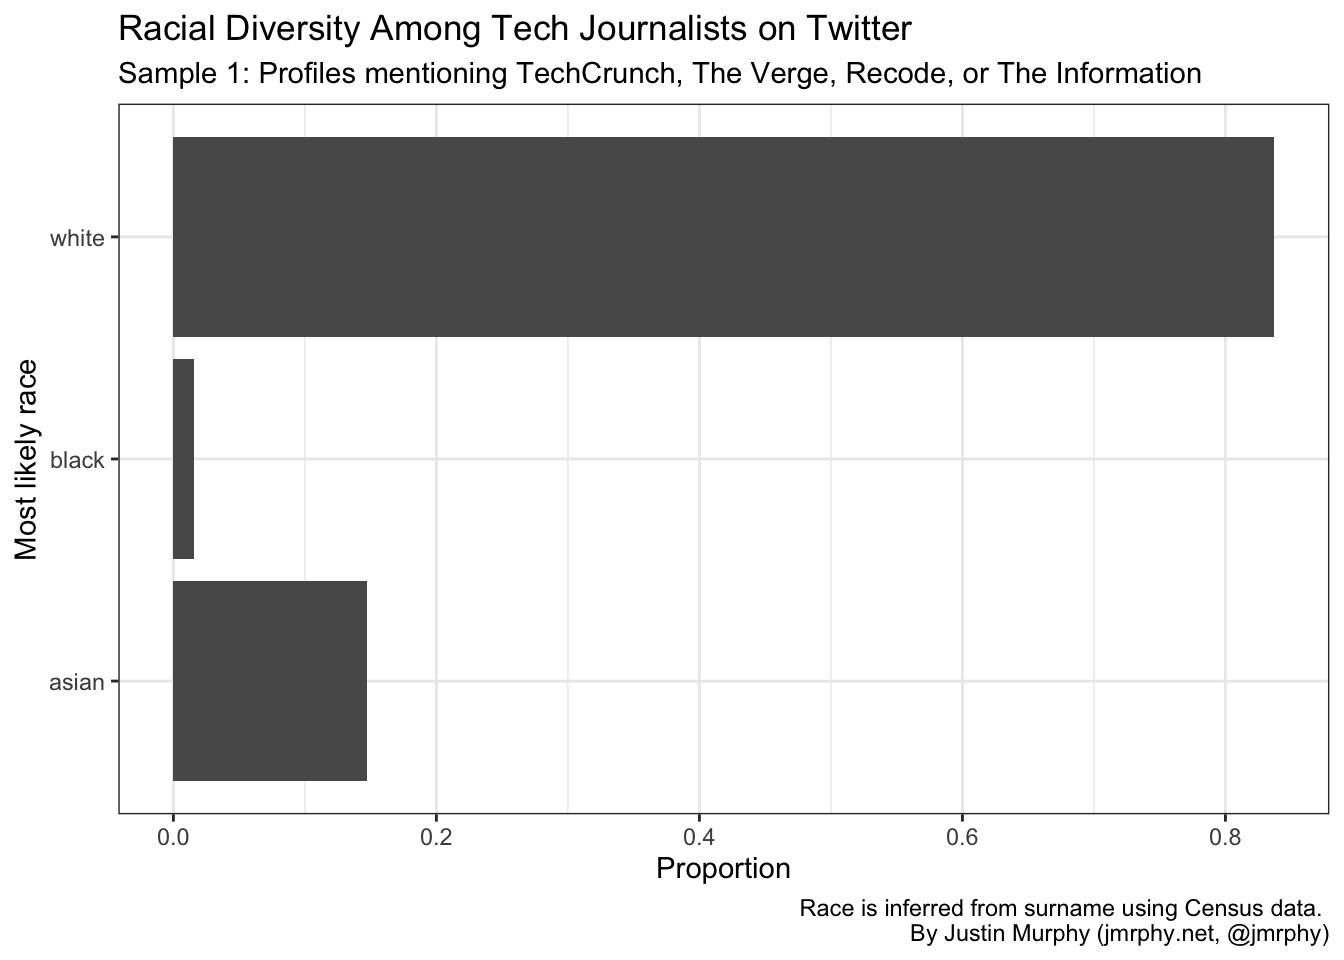 Racial Diversity Among Tech Journalists on Twitter
Sample 1: Profiles mentioning TechCrunch, The Verge, Recode, or The Information
Most likely race
white
black
asian
0.0 0.2 0.4 0.6 0.8
Proportion
Race is inferred from surname using Census data.
By Justin Murphy (jmrphy.net, @jmrphy)